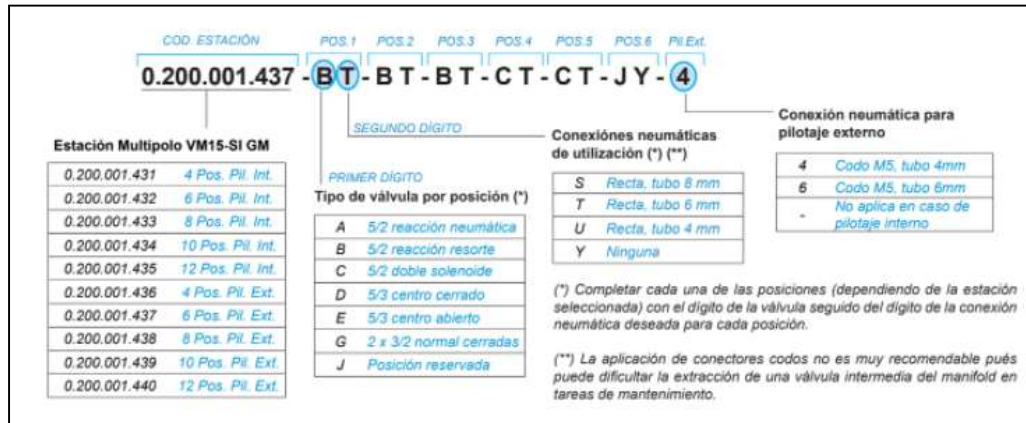 COD. ESTACIÓN POS.1 POS.2 POS.3 POS.4 POS.5 POS.6 Pil.Ext.
0.200.001.437 - B T - B T - B T - C T - C T - J Y - 4
SEGUNDO DÍGITO
PRIMER DÍGITO
Estación Multipolo VM15-SI GM
0.200.001.431 4 Pos. Pil. Int.
0.200.001.432 6 Pos. Pil. Int.
0.200.001.433 8 Pos. Pil. Int.
0.200.001.434 10 Pos. Pil. Int.
0.200.001.435 12 Pos. Pil. Int.
0.200.001.436 4 Pos. Pil. Ext.
0.200.001.437 6 Pos. Pil. Ext.
0.200.001.438 8 Pos. Pil. Ext.
0.200.001.439 10 Pos. Pil. Ext.
0.200.001.440 12 Pos. Pil. Ext.
Tipo de válvula por posición (*)
A 5/2 reacción neumática
B 5/2 reacción resorte
C 5/2 doble solenoide
D 5/3 centro cerrado
E 5/3 centro abierto
G 2 x 3/2 normal cerradas
J Posición reservada
Conexiónes neumáticas
de utilización (*) (**)
S Recta, tubo 8 mm
T Recta, tubo 6 mm
U Recta, tubo 4 mm
Y Ninguna
Conexión neumática para
pilotaje externo
4 Codo M5, tubo 4mm
6 Codo M5, tubo 6mm
- No aplica en caso de
pilotaje interno
(*) Completar cada una de las posiciones (dependiendo de la estación
seleccionada) con el dígito de la válvula seguido del dígito de la conexión
neumática deseada para cada posición.
(**) La aplicación de conectores codos no es muy recomendable pués
puede dificultar la extracción de una válvula intermedia del manifold en
tareas de mantenimiento.